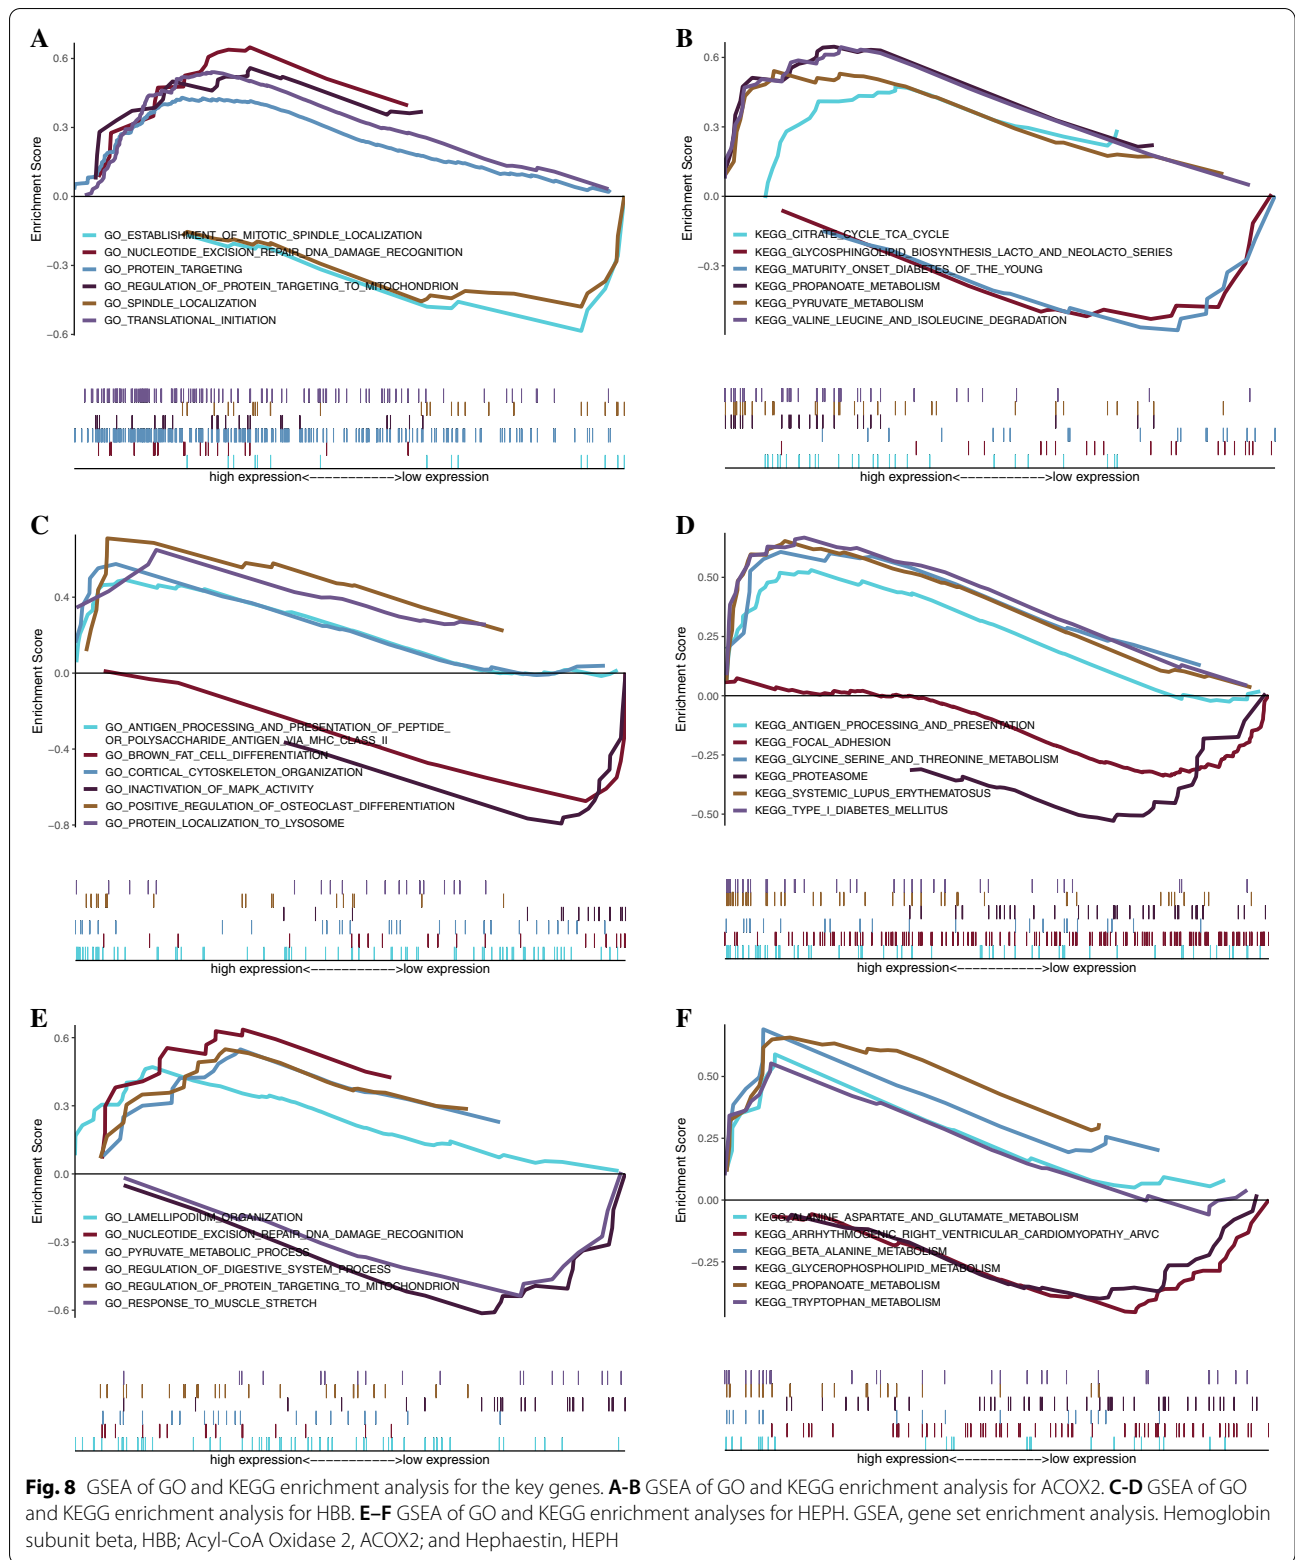 A
Enrichment Score
0.6
0.3
0.0
−0.3
−0.6
GO_ESTABLISHMENT_OF_MITOTIC_SPINDLE_LOCALIZATION
GO_NUCLEOTIDE_EXCISION_REPAIR_DNA_DAMAGE_RECOGNITION
GO_PROTEIN_TARGETING
GO_REGULATION_OF_PROTEIN_TARGETING_TO_MITOCHONDRION
GO_SPINDLE_LOCALIZATION
GO_TRANSLATIONAL_INITIATION
high expression<−−−−−−−−−−−>low expression
B
Enrichment Score
0.6
0.3
0.0
−0.3
KEGG_CITRATE_CYCLE_TCA_CYCLE
KEGG_GLYCOSPHINGOLIPID_BIOSYNTHESIS_LACTO_AND_NEOLACTO_SERIES
KEGG_MATURITY_ONSET_DIABETES_OF_THE_YOUNG
KEGG_PROPANOATE_METABOLISM
KEGG_PYRUVATE_METABOLISM
KEGG_VALINE_LEUCINE_AND_ISOLEUCINE_DEGRADATION
high expression<−−−−−−−−−−−>low expression
C
Enrichment Score
0.4
0.0
−0.4
−0.8
GO_ANTIGEN_PROCESSING_AND_PRESENTATION_OF_PEPTIDE_
OR_POLYSACCHARIDE_ANTIGEN_VIA_MHC_CLASS_II
GO_BROWN_FAT_CELL_DIFFERENTIATION
GO_CORTICAL_CYTOSKELETON_ORGANIZATION
GO_INACTIVATION_OF_MAPK_ACTIVITY
GO_POSITIVE_REGULATION_OF_OSTEOCLAST_DIFFERENTIATION
GO_PROTEIN_LOCALIZATION_TO_LYSOSOME
high expression<−−−−−−−−−−−>low expression
D
Enrichment Score
0.50
0.25
0.00
−0.25
−0.50
KEGG_ANTIGEN_PROCESSING_AND_PRESENTATION
KEGG_FOCAL_ADHESION
KEGG_GLYCINE_SERINE_AND_THREONINE_METABOLISM
KEGG_PROTEASOME
KEGG_SYSTEMIC_LUPUS_ERYTHEMATOSUS
KEGG_TYPE_I_DIABETES_MELLITUS
high expression<−−−−−−−−−−−>low expression
E
Enrichment Score
0.6
0.3
0.0
−0.3
−0.6
GO_LAMELLIPODIUM_ORGANIZATION
GO_NUCLEOTIDE_EXCISION_REPAIR_DNA_DAMAGE_RECOGNITION
GO_PYRUVATE_METABOLIC_PROCESS
GO_REGULATION_OF_DIGESTIVE_SYSTEM_PROCESS
GO_REGULATION_OF_PROTEIN_TARGETING_TO_MITOCHONDRION
GO_RESPONSE_TO_MUSCLE_STRETCH
high expression<−−−−−−−−−−−>low expression
F
Enrichment Score
0.50
0.25
0.00
−0.25
KEGG_ALANINE_ASPARTATE_AND_GLUTAMATE_METABOLISM
KEGG_ARRHYTHMOGENIC_RIGHT_VENTRICULAR_CARDIOMYOPATHY_ARVC
KEGG_BETA_ALANINE_METABOLISM
KEGG_GLYCEROPHOSPHOLIPID_METABOLISM
KEGG_PROPANOATE_METABOLISM
KEGG_TRYPTOPHAN_METABOLISM
high expression<−−−−−−−−−−−>low expression
Fig. 8 GSEA of GO and KEGG enrichment analysis for the key genes. A-B GSEA of GO and KEGG enrichment analysis for ACOX2. C-D GSEA of GO
and KEGG enrichment analysis for HBB. E–F GSEA of GO and KEGG enrichment analyses for HEPH. GSEA, gene set enrichment analysis. Hemoglobin
subunit beta, HBB; Acyl-CoA Oxidase 2, ACOX2; and Hephaestin, HEPH